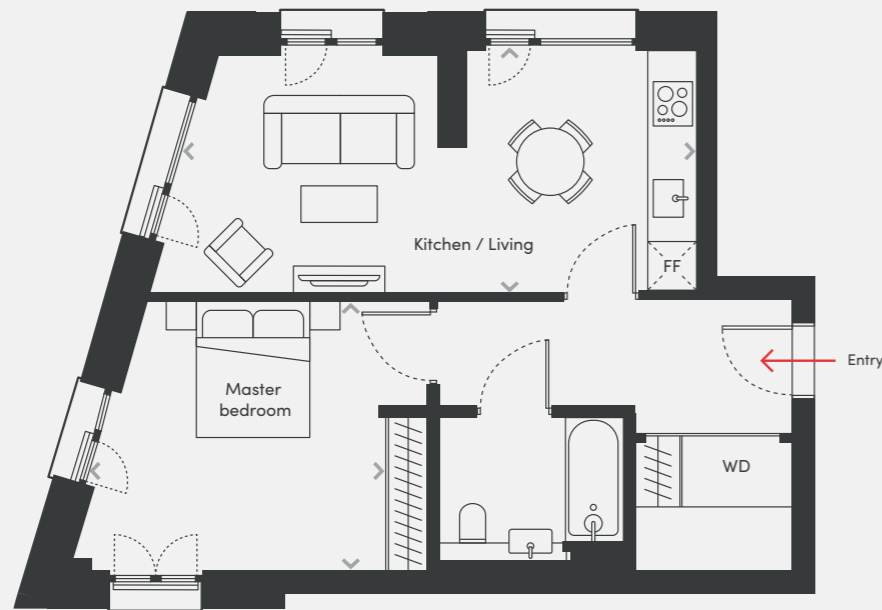 Kitchen / Living
FF
Entry
Master
bedroom
WD